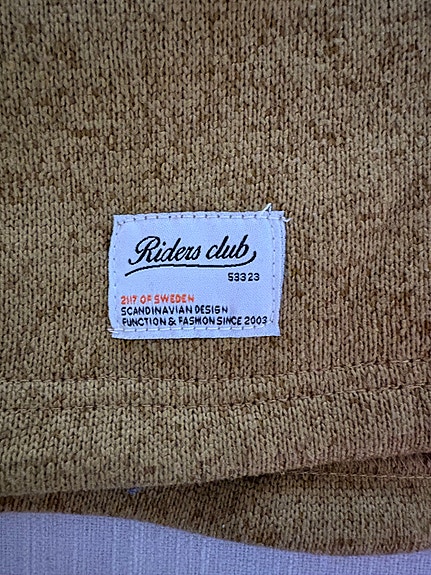 Riders club
53323
2117 OF SWEDEN
SCANDINAVIAN DESIGN
FUNCTION & FASHION SINCE 2003